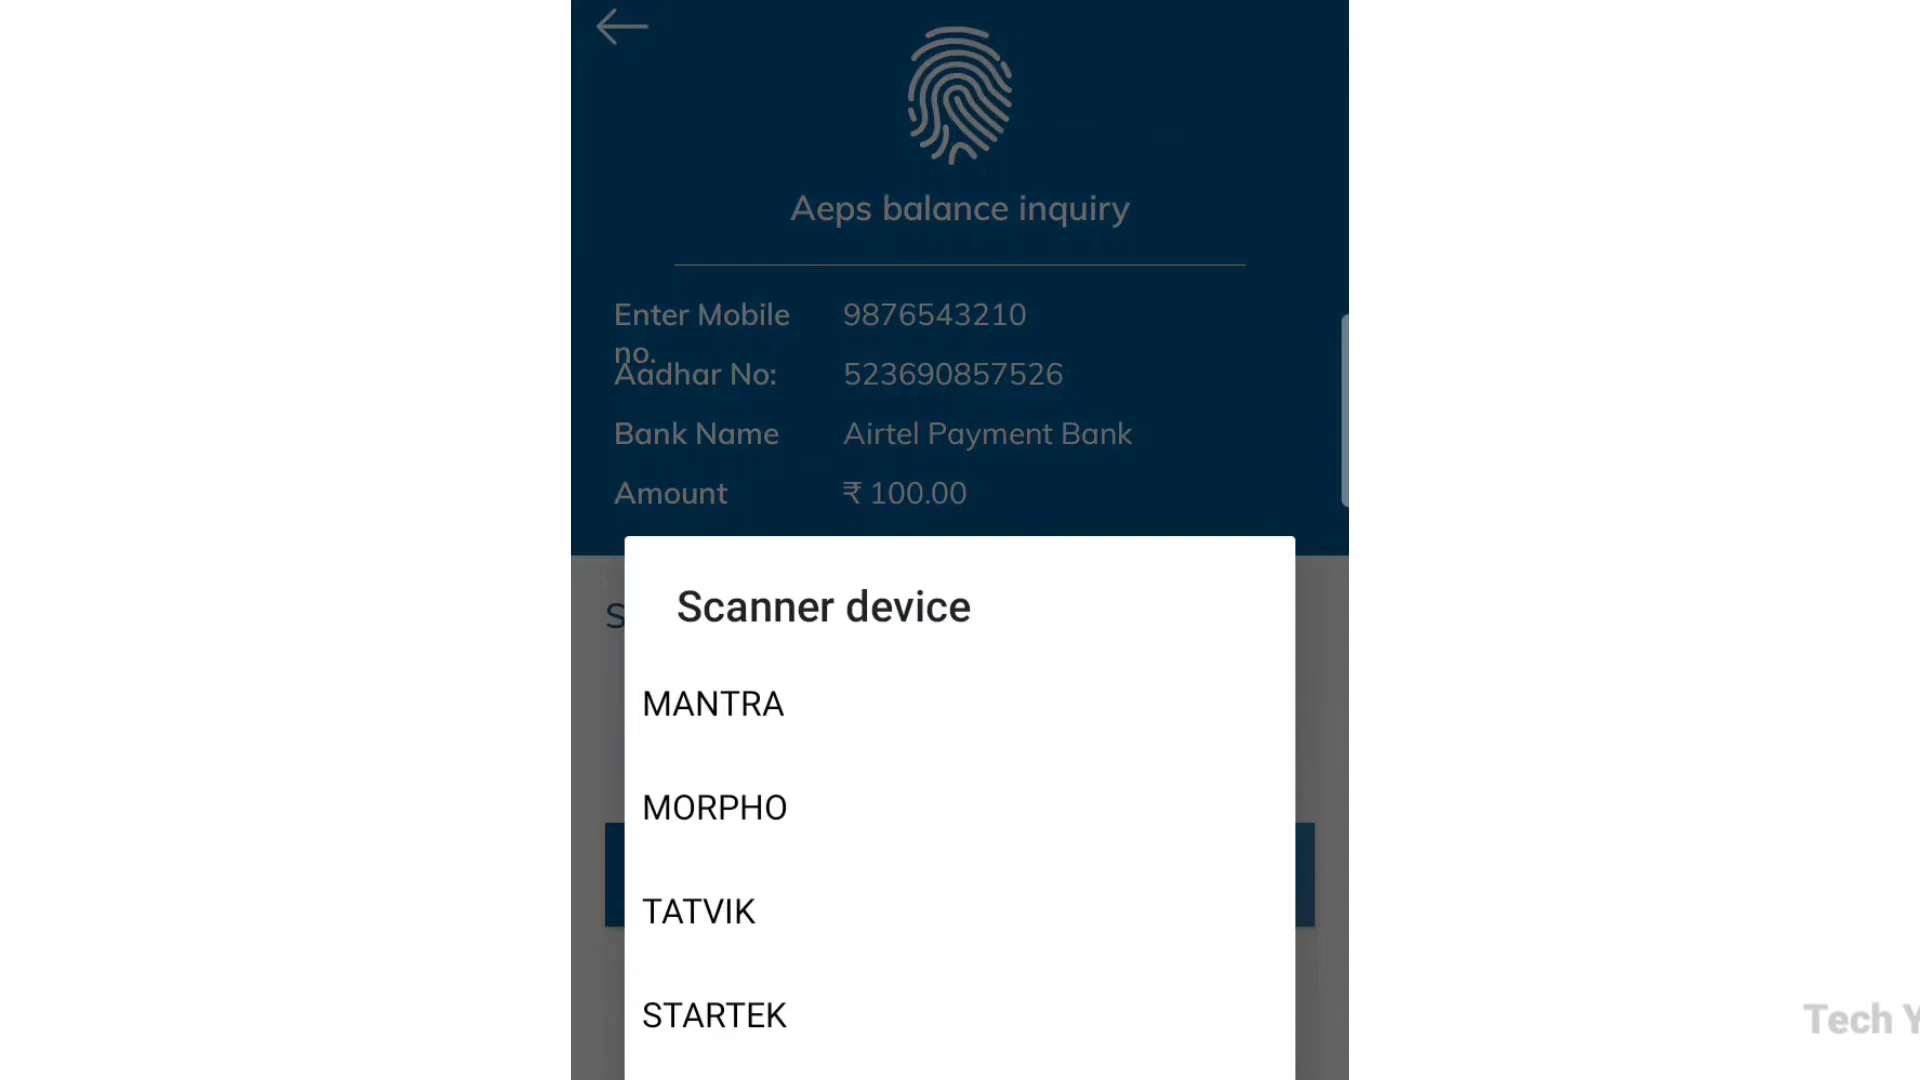 Aeps balance inquiry
Enter Mobile no. 9876543210
Aadhar No: 523690857526
Bank Name Airtel Payment Bank
Amount ₹ 100.00
Scanner device
MANTRA
MORPHO
TATVIK
STARTEK
Tech